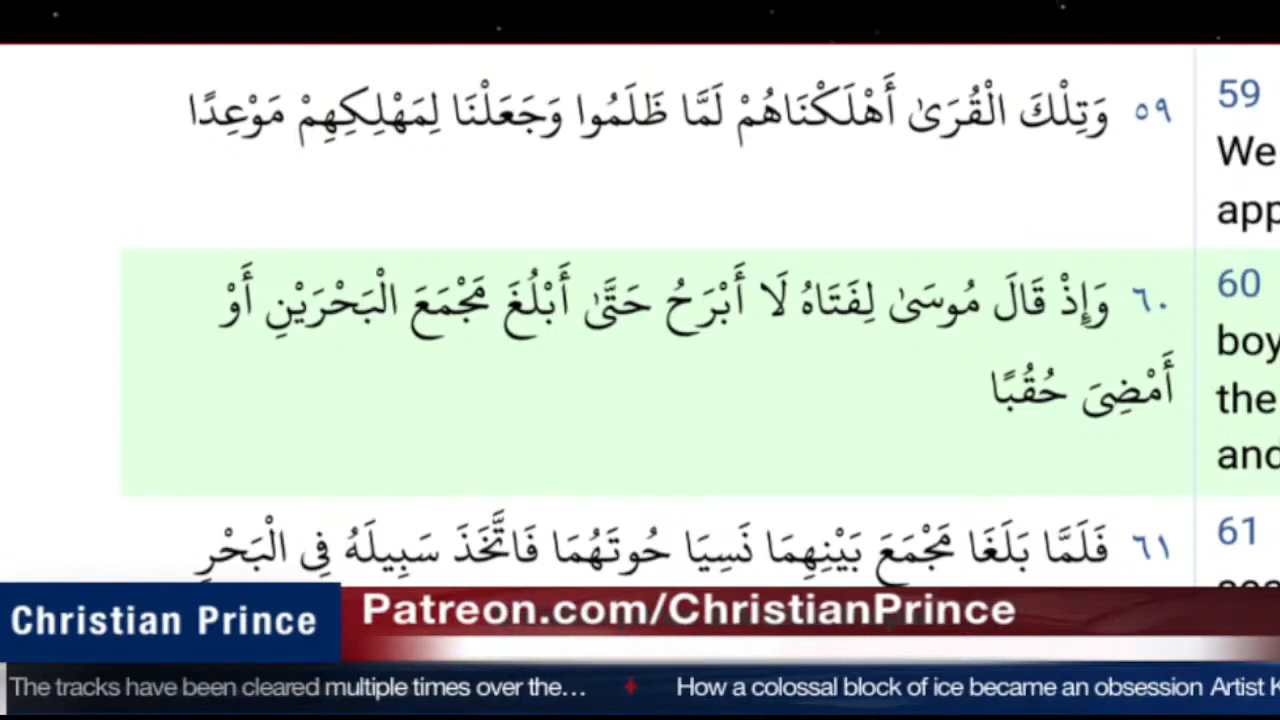 ٥٩ وَتِلْكَ الْقُرَىٰ أَهْلَكْنَاهُمْ لَمَّا ظَلَمُوا وَجَعَلْنَا لِمَهْلِكِهِمْ مَوْعِدًا
59
We
app
٦٠ وَإِذْ قَالَ مُوسَىٰ لِفَتَاهُ لَا أَبْرَحُ حَتَّىٰ أَبْلُغَ مَجْمَعَ الْبَحْرَيْنِ أَوْ
أَمْضِىَ حُقُبًا
60
boy
the
and
٦١ فَلَمَّا بَلَغَا مَجْمَعَ بَيْنِهِمَا نَسِيَا حُوتَهُمَا فَاتَّخَذَ سَبِيلَهُ فِى الْبَحْرِ
61
Christian Prince
Patreon.com/ChristianPrince
The tracks have been cleared multiple times over the… How a colossal block of ice became an obsession Artist K